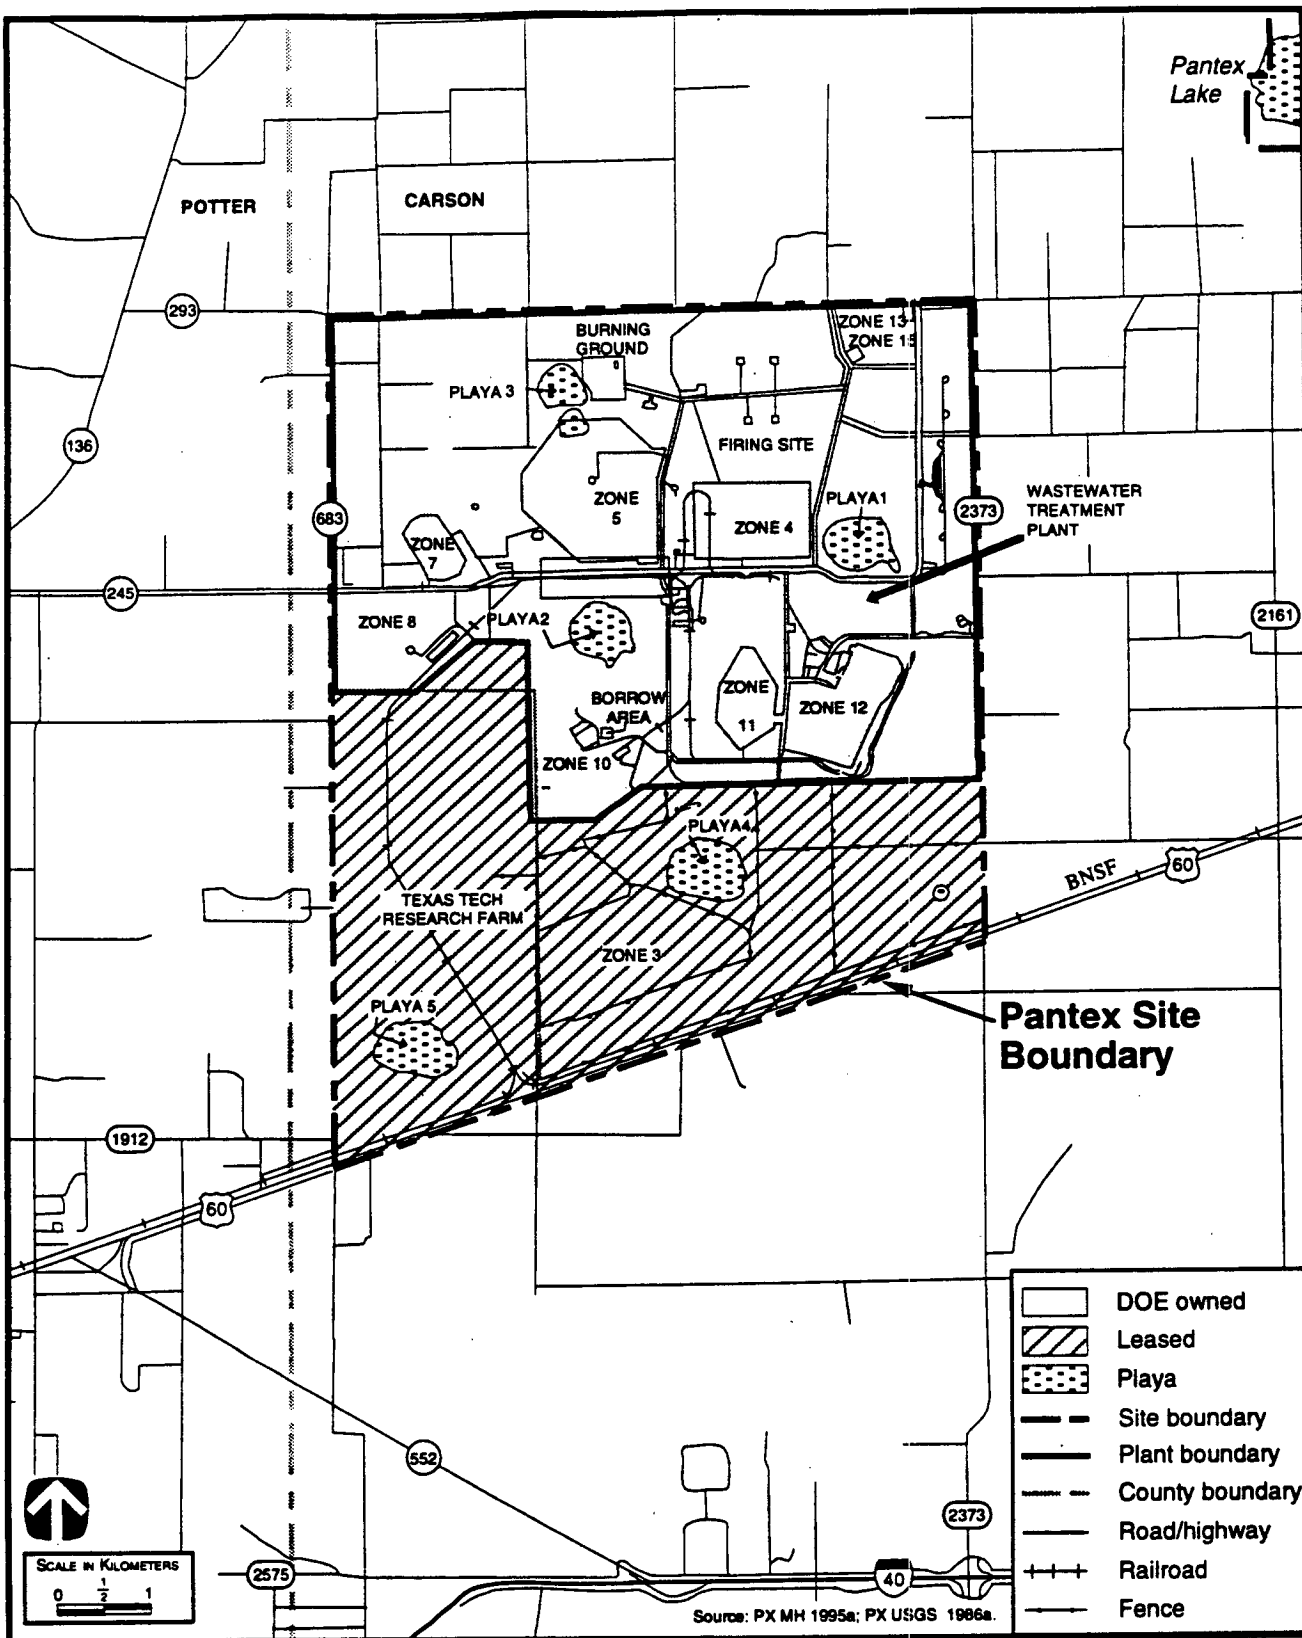 Pantex
Lake
POTTER
CARSON
293
BURNING
GROUND
ZONE 13
ZONE 15
PLAYA 3
136
FIRING SITE
683
ZONE
5
ZONE 4
PLAYA1
2373
WASTEWATER
TREATMENT
PLANT
ZONE
7
245
ZONE 8
PLAYA2
2161
BORROW
AREA
ZONE
11
ZONE 12
ZONE 10
PLAYA4
BNSF
60
TEXAS TECH
RESEARCH FARM
ZONE 3
PLAYA 5
Pantex Site
Boundary
1912
60
552
2373
2575
40
DOE owned
Leased
Playa
Site boundary
Plant boundary
County boundary
Road/highway
Railroad
Fence
SCALE IN KILOMETERS
0 1/2 1
Source: PX MH 1995a; PX USGS 1986a.